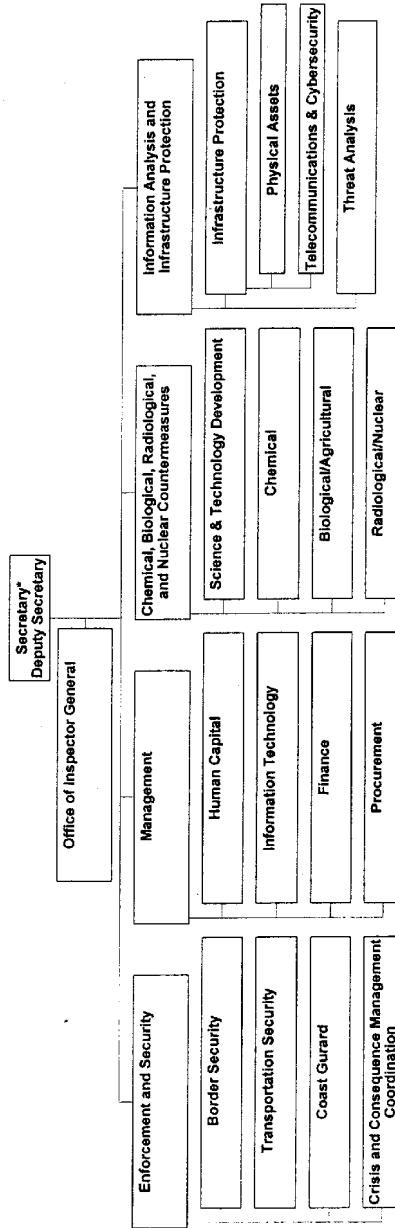 Secretary*
Deputy Secretary
Office of Inspector General
Enforcement and Security
Border Security
Transportation Security
Coast Gurard
Crisis and Consequence Management
Coordination
Management
Human Capital
Information Technology
Finance
Procurement
Chemical, Biological, Radiological,
and Nuclear Countermeasures
Science & Technology Development
Chemical
Biological/Agricultural
Radiological/Nuclear
Information Analysis and
Infrastructure Protection
Infrastructure Protection
Physical Assets
Telecommunications & Cybersecurity
Threat Analysis